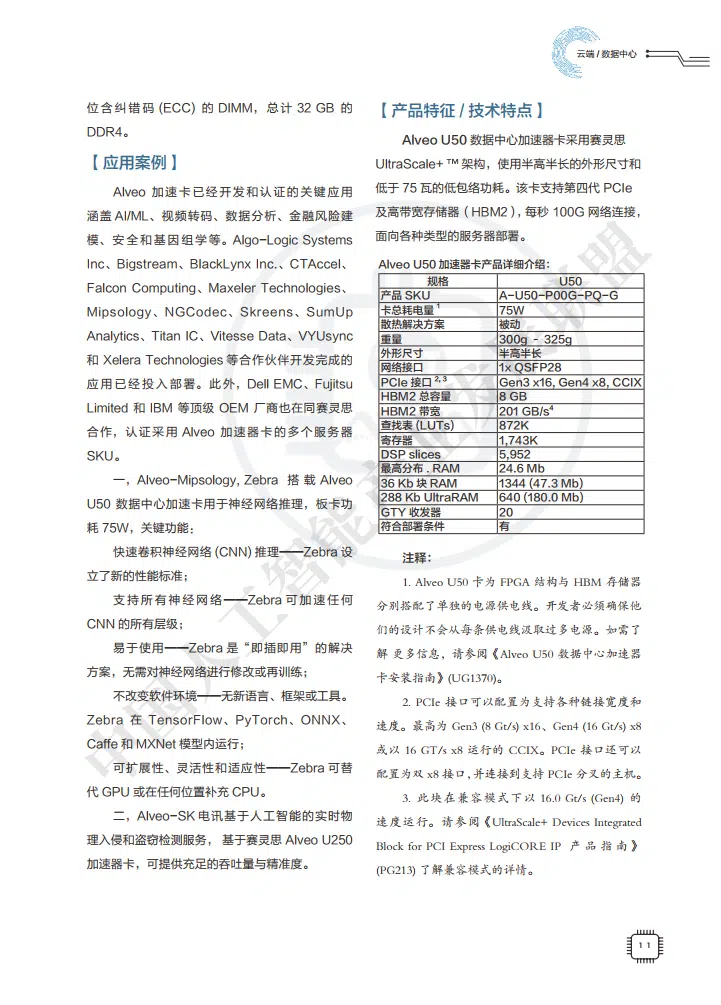 云端 / 数据中心
位含纠错码 (ECC) 的 DIMM，总计 32 GB 的
DDR4。
【 应用案例 】
Alveo 加速卡已经开发和认证的关键应用
涵盖 AI/ML、视频转码、数据分析、金融风险建
模、安全和基因组学等。Algo-Logic Systems
Inc、Bigstream、BlackLynx Inc.、CTAccel、
Falcon Computing、Maxeler Technologies、
Mipsology、NGCodec、Skreens、SumUp
Analytics、Titan IC、Vitesse Data、VYUsync
和 Xelera Technologies 等合作伙伴开发完成的
应用已经投入部署。此外，Dell EMC、Fujitsu
Limited 和 IBM 等顶级 OEM 厂商也在同赛灵思
合作，认证采用 Alveo 加速器卡的多个服务器
SKU。
一，Alveo-Mipsology, Zebra 搭载 Alveo
U50 数据中心加速卡用于神经网络推理，板卡功
耗 75W，关键功能：
快速卷积神经网络 (CNN) 推理——Zebra 设
立了新的性能标准；
支持所有神经网络——Zebra 可加速任何
CNN 的所有层级；
易于使用——Zebra 是“即插即用”的解决
方案，无需对神经网络进行修改或再训练；
不改变软件环境——无新语言、框架或工具。
Zebra 在 TensorFlow、PyTorch、ONNX、
Caffe 和 MXNet 模型内运行；
可扩展性、灵活性和适应性——Zebra 可替
代 GPU 或在任何位置补充 CPU。
二，Alveo-SK 电讯基于人工智能的实时物
理入侵和盗窃检测服务， 基于赛灵思 Alveo U250
加速器卡，可提供充足的吞吐量与精准度。
【 产品特征 / 技术特点 】
Alveo U50 数据中心加速器卡采用赛灵思
UltraScale+ ™ 架构，使用半高半长的外形尺寸和
低于 75 瓦的低包络功耗。该卡支持第四代 PCIe
及高带宽存储器（HBM2），每秒 100G 网络连接，
面向各种类型的服务器部署。
Alveo U50 加速器卡产品详细介绍：
规格 U50
产品 SKU A-U50-P00G-PQ-G
卡总耗电量 1 75W
散热解决方案 被动
重量 300g - 325g
外形尺寸 半高半长
网络接口 1x QSFP28
PCIe 接口 2, 3 Gen3 x16, Gen4 x8, CCIX
HBM2 总容量 8 GB
HBM2 带宽 201 GB/s4
查找表 (LUTs) 872K
寄存器 1,743K
DSP slices 5,952
最高分布 . RAM 24.6 Mb
36 Kb 块 RAM 1344 (47.3 Mb)
288 Kb UltraRAM 640 (180.0 Mb)
GTY 收发器 20
符合部署条件 有
注释：
1. Alveo U50 卡为 FPGA 结构与 HBM 存储器
分别搭配了单独的电源供电线。开发者必须确保他
们的设计不会从每条供电线汲取过多电源。如需了
解 更多信息，请参阅《Alveo U50 数据中心加速器
卡安装指南》(UG1370)。
2. PCIe 接口可以配置为支持各种链接宽度和
速度。最高为 Gen3 (8 Gt/s) x16、Gen4 (16 Gt/s) x8
或以 16 GT/s x8 运行的 CCIX。PCIe 接口还可以
配置为双 x8 接口，并连接到支持 PCIe 分叉的主机。
3. 此块在兼容模式下以 16.0 Gt/s (Gen4) 的
速度运行。请参阅《UltraScale+ Devices Integrated
Block for PCI Express LogiCORE IP 产品指南》
(PG213) 了解兼容模式的详情。
11